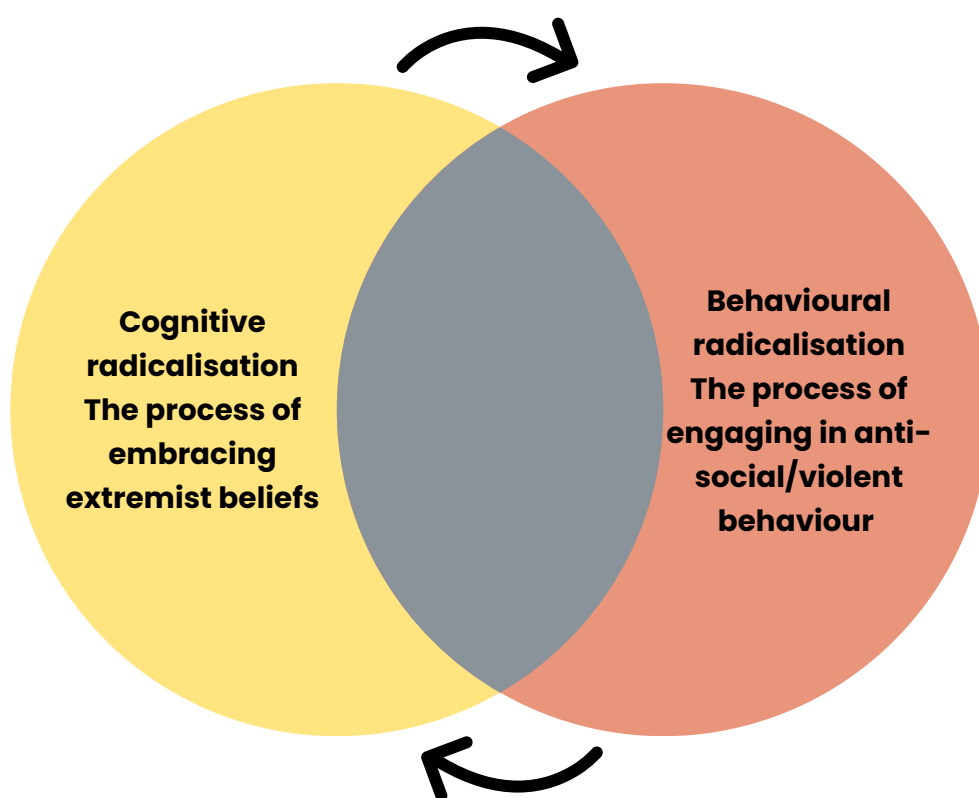 Cognitive
radicalisation
The process of
embracing
extremist beliefs
Behavioural
radicalisation
The process of
engaging in anti-
social/violent
behaviour